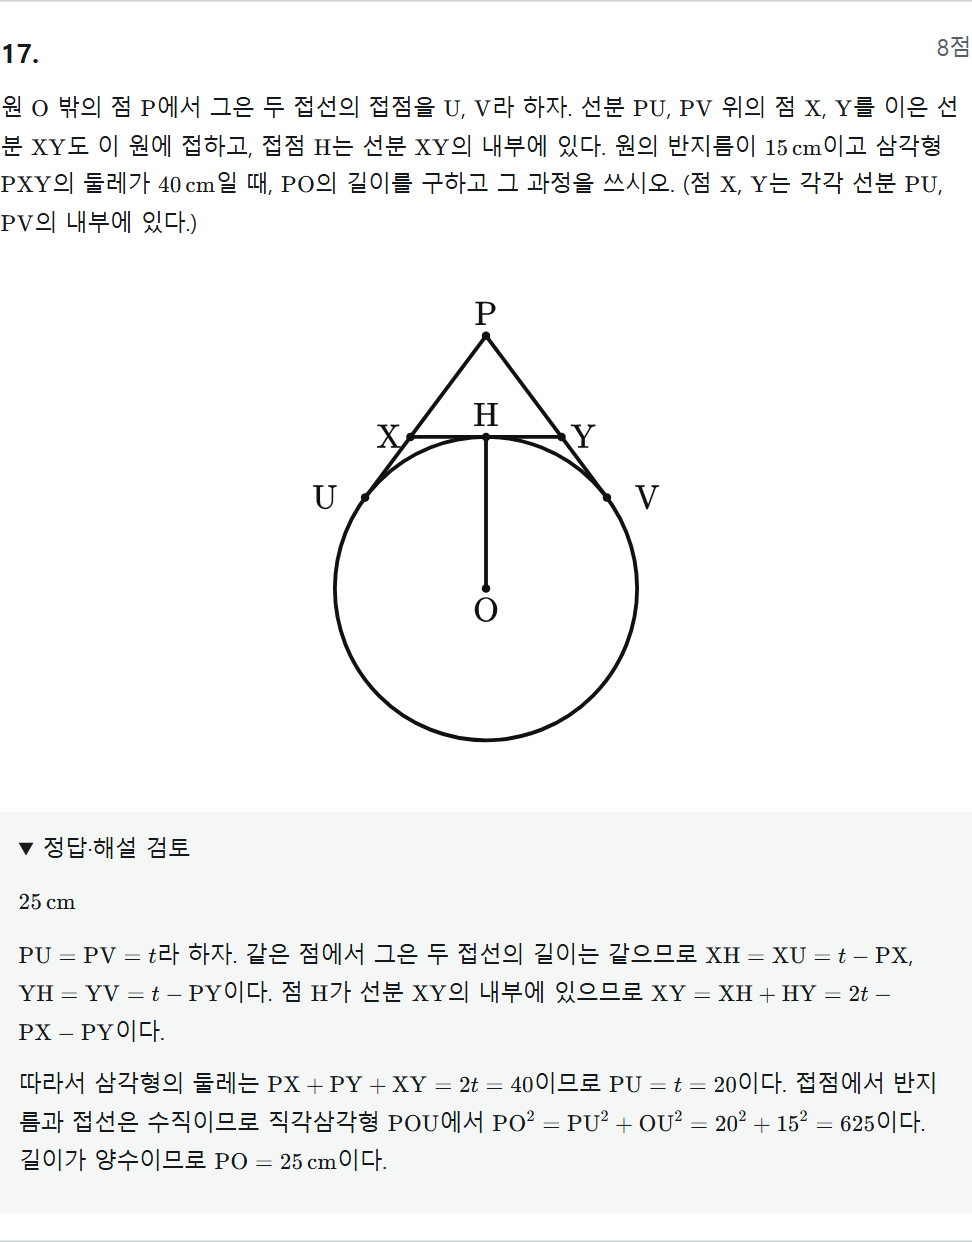 17.
8점
원 O 밖의 점 P에서 그은 두 접선의 접점을 U, V라 하자. 선분 PU, PV 위의 점 X, Y를 이은 선
분 XY도 이 원에 접하고, 접점 H는 선분 XY의 내부에 있다. 원의 반지름이 15 cm이고 삼각형
PXY의 둘레가 40 cm일 때, PO의 길이를 구하고 그 과정을 쓰시오. (점 X, Y는 각각 선분 PU,
PV의 내부에 있다.)
P
H
X
Y
U
V
O
▼ 정답·해설 검토
25 cm
PU = PV = t라 하자. 같은 점에서 그은 두 접선의 길이는 같으므로 XH = XU = t − PX,
YH = YV = t − PY이다. 점 H가 선분 XY의 내부에 있으므로 XY = XH + HY = 2t −
PX − PY이다.
따라서 삼각형의 둘레는 PX + PY + XY = 2t = 40이므로 PU = t = 20이다. 접점에서 반지
름과 접선은 수직이므로 직각삼각형 POU에서 PO² = PU² + OU² = 20² + 15² = 625이다.
길이가 양수이므로 PO = 25 cm이다.